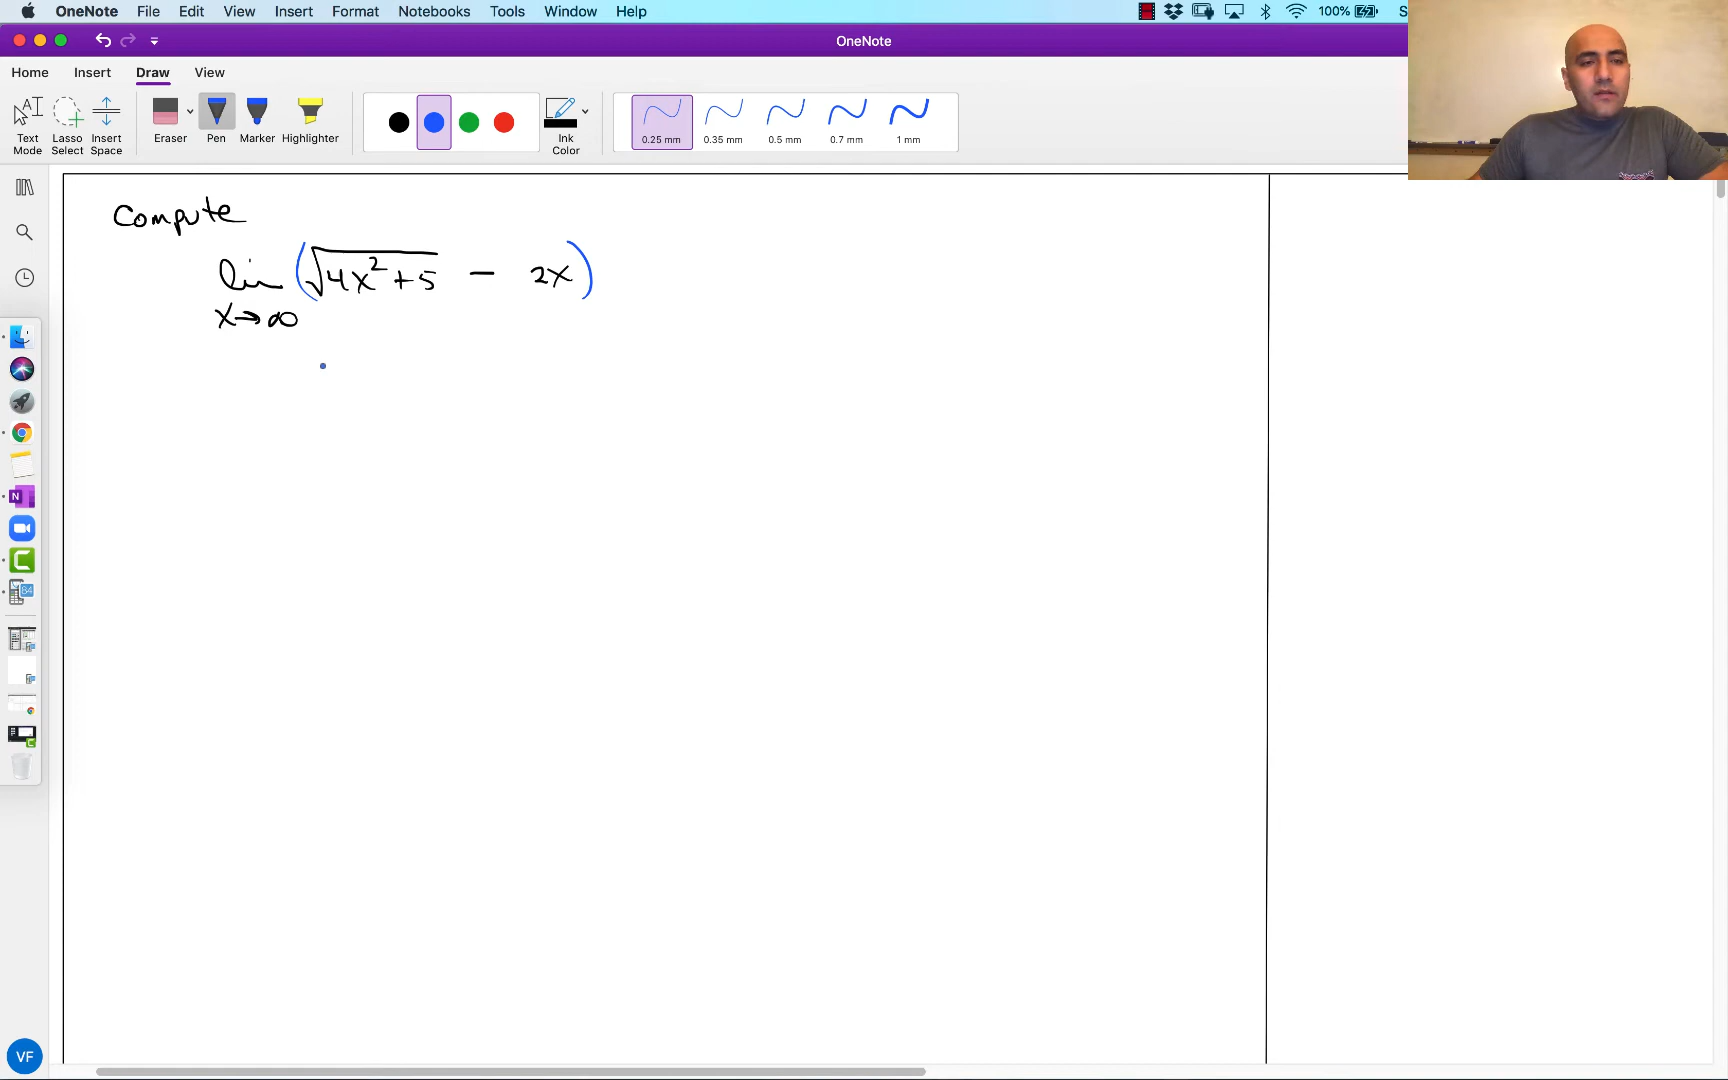 OneNote File Edit View Insert Format Notebooks Tools Window Help 100% S
OneNote
Home Insert Draw View
Text Mode Lasso Select Insert Space Eraser Pen Marker Highlighter Ink Color 0.25 mm 0.35 mm 0.5 mm 0.7 mm 1 mm
Compute
lim (√4x²+5 − 2x)
x→∞
N
84
VF